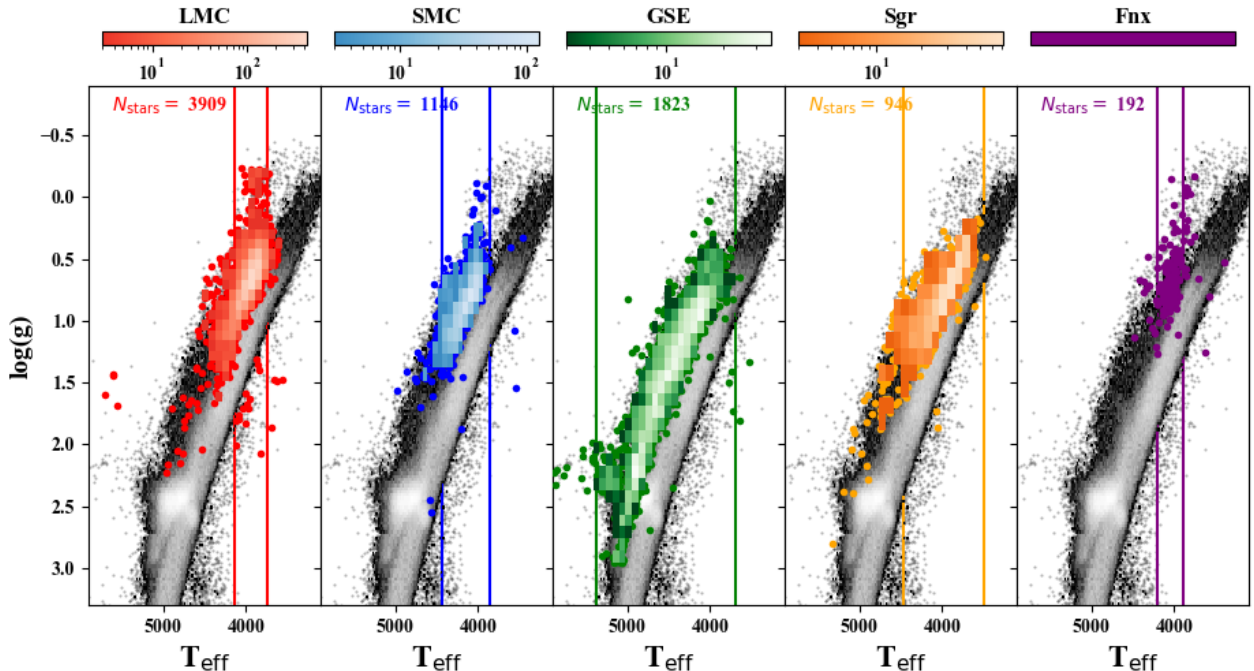 LMC SMC GSE Sgr Fnx
10¹ 10² 10¹ 10² 10¹ 10¹
N_stars = 3909 N_stars = 1146 N_stars = 1823 N_stars = 946 N_stars = 192
−0.5
0.0
0.5
1.0
1.5
2.0
2.5
3.0
log(g)
5000 4000 5000 4000 5000 4000 5000 4000 5000 4000
T_eff T_eff T_eff T_eff T_eff